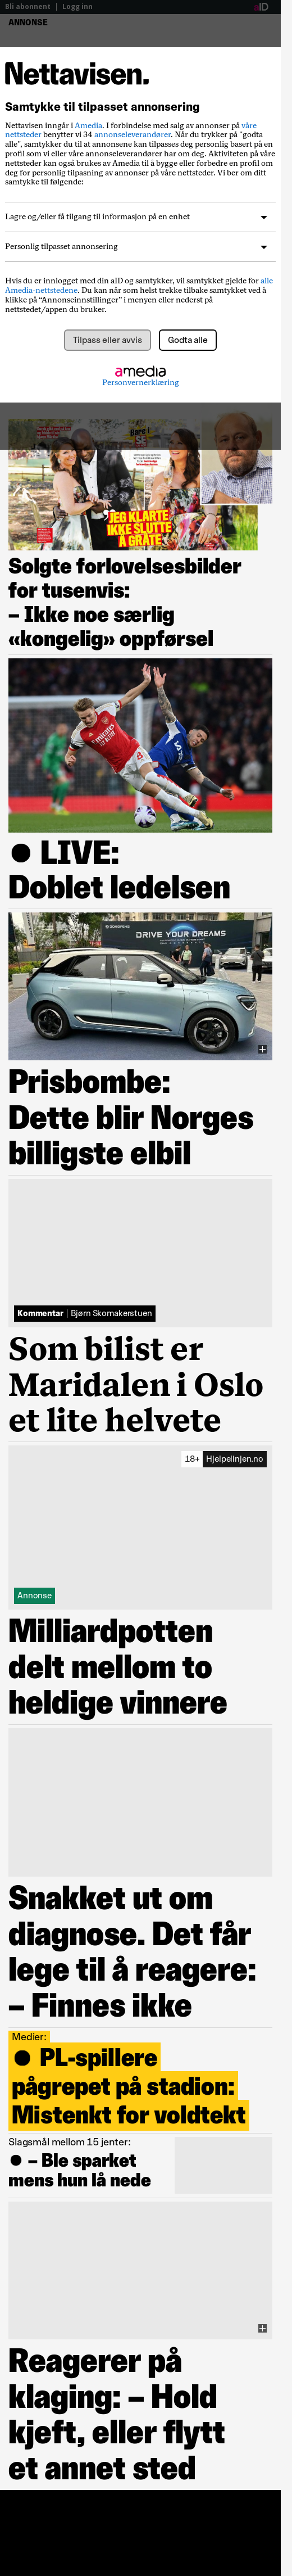 Bli abonnent | Logg inn
aID
ANNONSE
Nettavisen.
Samtykke til tilpasset annonsering
Nettavisen inngår i Amedia. I forbindelse med salg av annonser på våre
nettsteder benytter vi 34 annonseleverandører. Når du trykker på "godta
alle", samtykker du til at annonsene kan tilpasses deg personlig basert på en
profil som vi eller våre annonseleverandører har om deg. Aktiviteten på våre
nettsteder kan også brukes av Amedia til å bygge eller forbedre en profil om
deg for personlig tilpasning av annonser på våre nettsteder. Vi ber om ditt
samtykke til følgende:
Lagre og/eller få tilgang til informasjon på en enhet
Personlig tilpasset annonsering
Hvis du er innlogget med din aID og samtykker, vil samtykket gjelde for alle
Amedia-nettstedene. Du kan når som helst trekke tilbake samtykket ved å
klikke på “Annonseinnstillinger” i menyen eller nederst på
nettstedet/appen du bruker.
Tilpass eller avvis
Godta alle
amedia
Personvernerklæring
Bare i
SE
JEG KLARTE
IKKE SLUTTE
Å GRÅTE
Solgte forlovelsesbilder
for tusenvis:
– Ikke noe særlig
«kongelig» oppførsel
● LIVE:
Doblet ledelsen
DONGFENG
DRIVE YOUR DREAMS
Prisbombe:
Dette blir Norges
billigste elbil
Kommentar | Bjørn Skomakerstuen
Som bilist er
Maridalen i Oslo
et lite helvete
18+ Hjelpelinjen.no
Annonse
Milliardpotten
delt mellom to
heldige vinnere
Snakket ut om
diagnose. Det får
lege til å reagere:
– Finnes ikke
Medier:
● PL-spillere
pågrepet på stadion:
Mistenkt for voldtekt
Slagsmål mellom 15 jenter:
● – Ble sparket
mens hun lå nede
Reagerer på
klaging: – Hold
kjeft, eller flytt
et annet sted